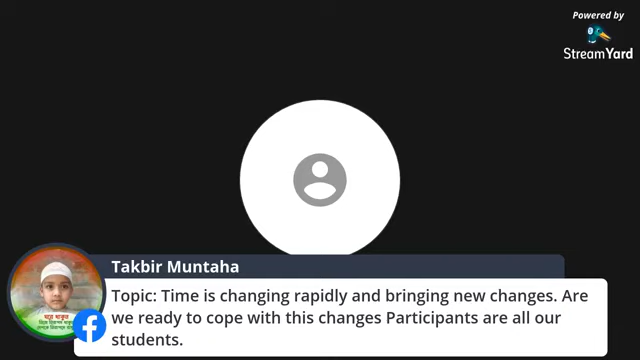 Powered by
StreamYard
Takbir Muntaha
Topic: Time is changing rapidly and bringing new changes. Are
we ready to cope with this changes Participants are all our
students.
ঘরে থাকুন